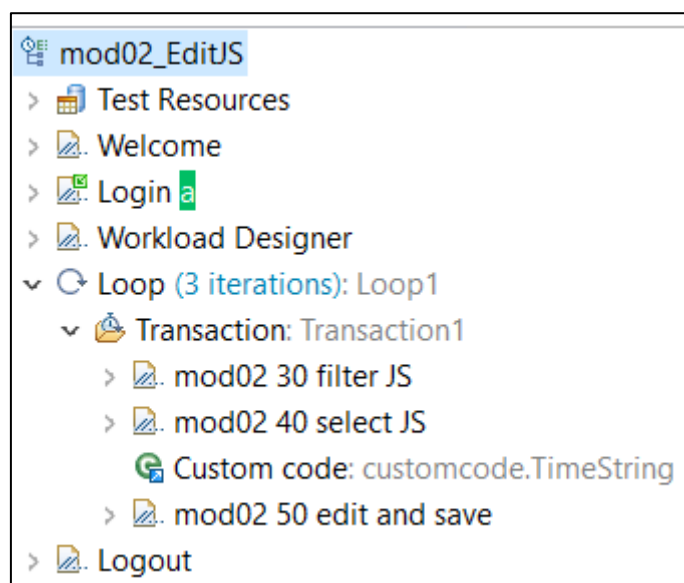 mod02_EditJS
Test Resources
Welcome
Login a
Workload Designer
Loop (3 iterations): Loop1
Transaction: Transaction1
mod02 30 filter JS
mod02 40 select JS
Custom code: customcode.TimeString
mod02 50 edit and save
Logout